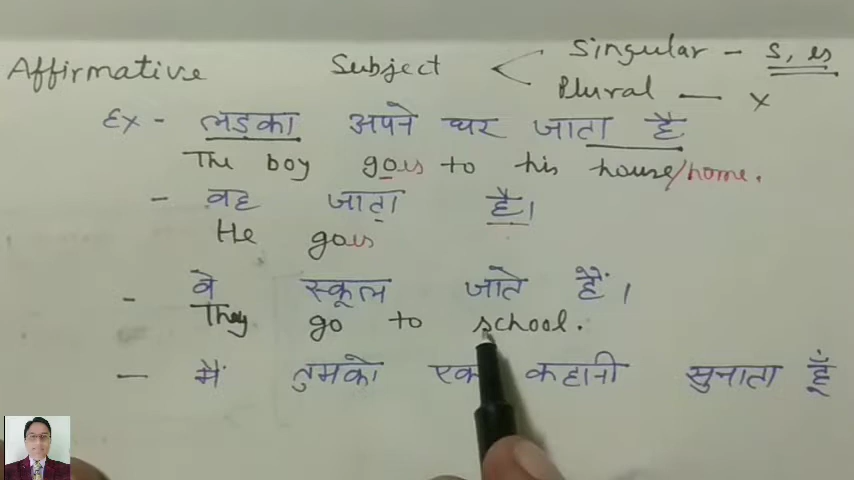 Affirmative Subject < Singular - s, es
Plural — x
Ex - लड़का अपने घर जाता है
The boy goes to his house/home.
- वह जाता है।
He goes
- वे स्कूल जाते हैं।
They go to school.
- मैं तुमको एक कहानी सुनाता हूँ